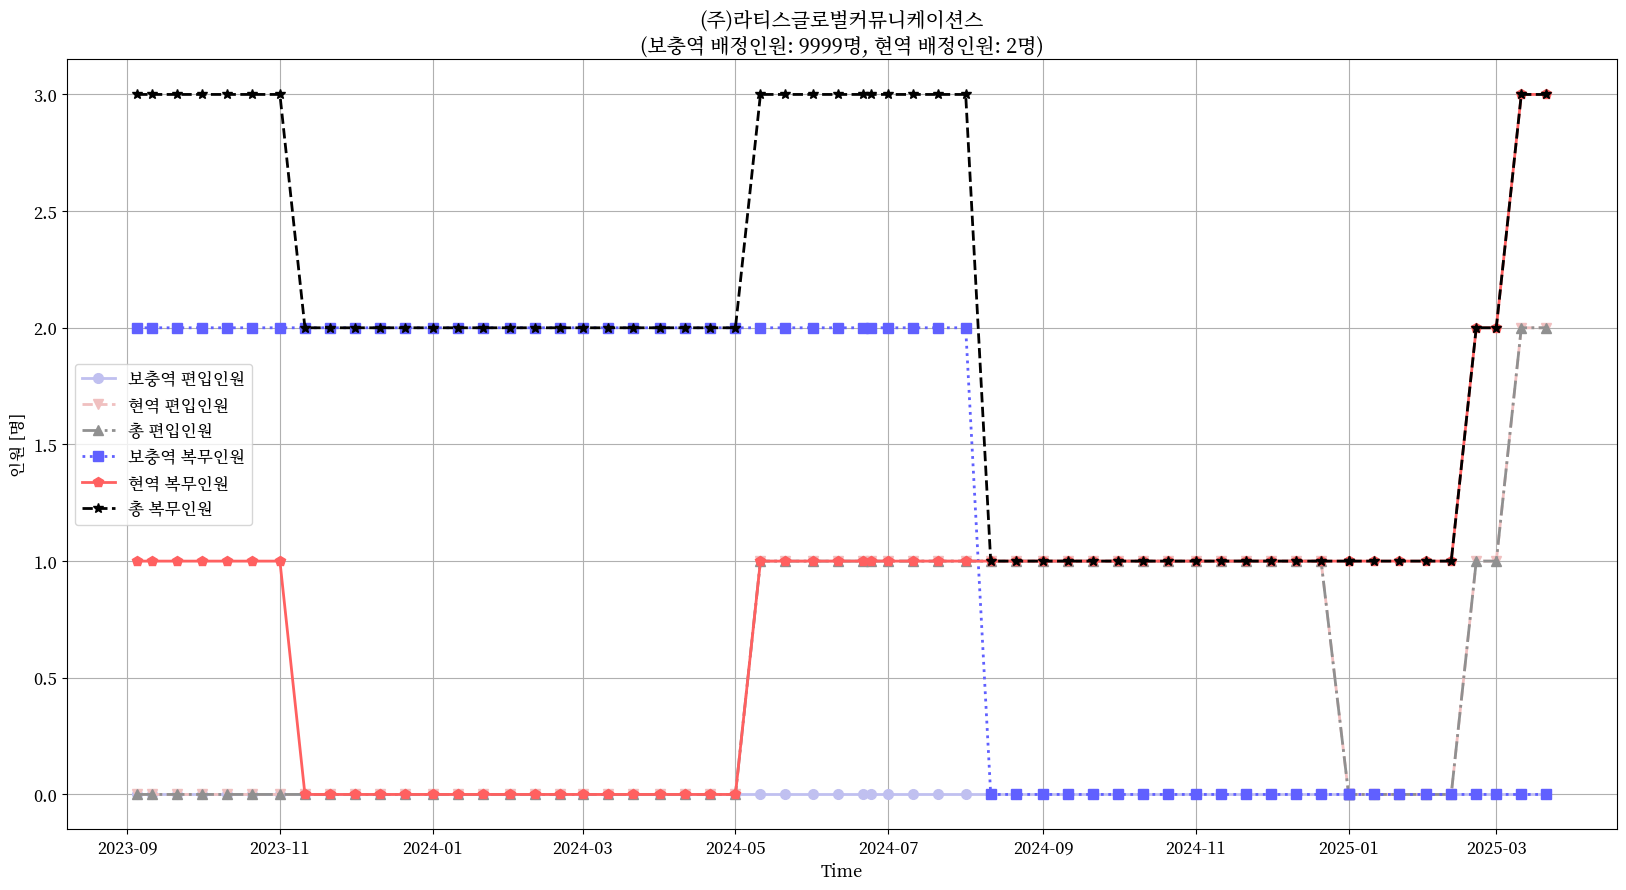 (주)라티스글로벌커뮤니케이션스
(보충역 배정인원: 9999명, 현역 배정인원: 2명)
인원 [명]
3.0
2.5
2.0
1.5
1.0
0.5
0.0
보충역 편입인원
현역 편입인원
총 편입인원
보충역 복무인원
현역 복무인원
총 복무인원
2023-09 2023-11 2024-01 2024-03 2024-05 2024-07 2024-09 2024-11 2025-01 2025-03
Time